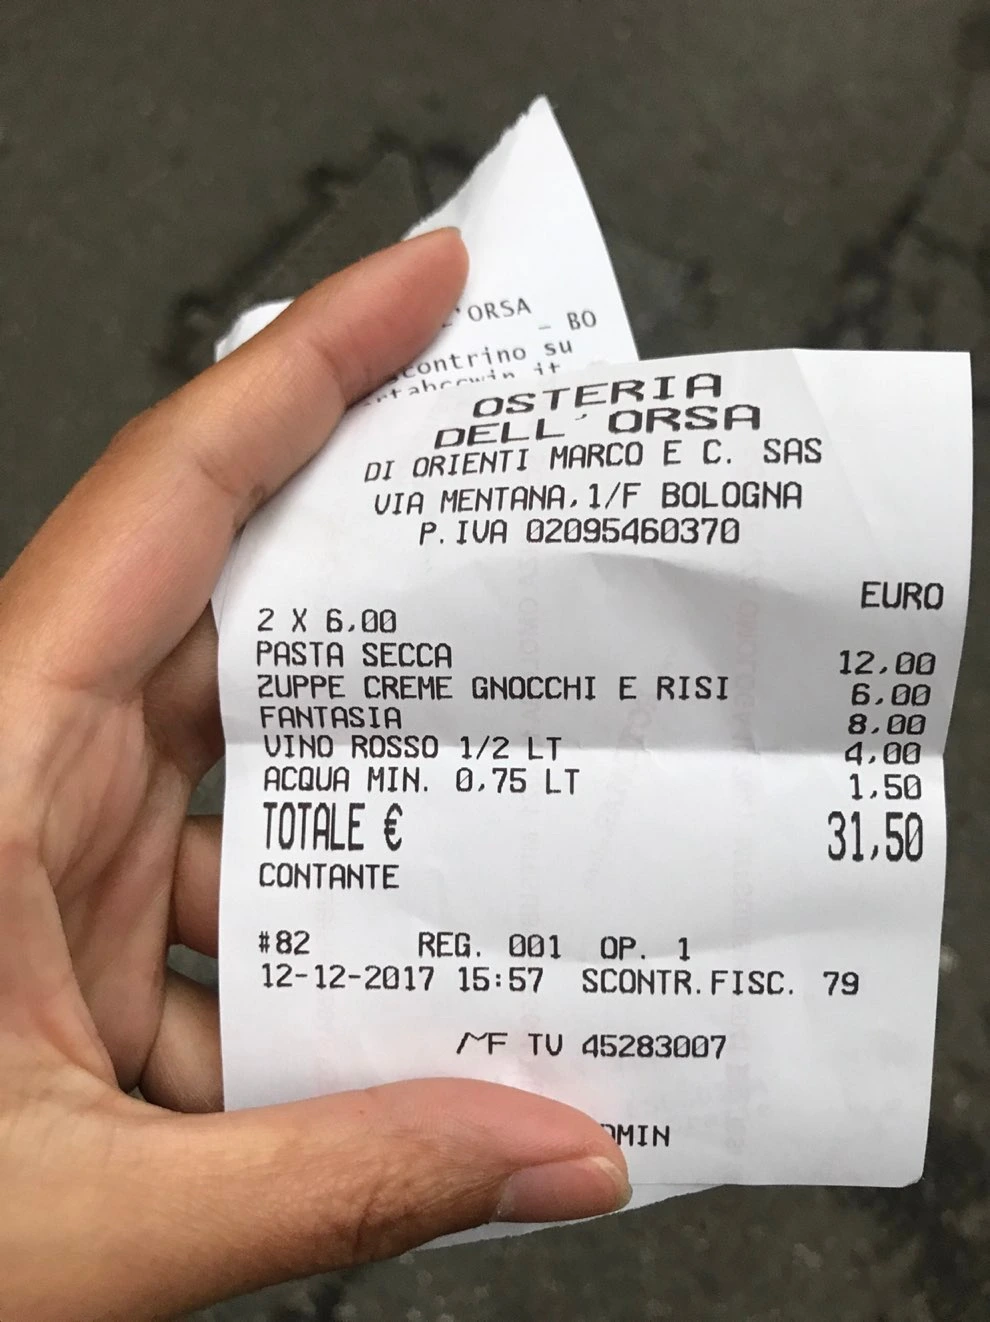 'ORSA
BO
contrino su
it
OSTERIA
DELL'ORSA
DI ORIENTI MARCO E C. SAS
VIA MENTANA,1/F BOLOGNA
P.IVA 02095460370
EURO
2 X 6,00
PASTA SECCA 12,00
ZUPPE CREME GNOCCHI E RISI 6,00
FANTASIA 8,00
VINO ROSSO 1/2 LT 4,00
ACQUA MIN. 0,75 LT 1,50
TOTALE € 31,50
CONTANTE
#82 REG. 001 OP. 1
12-12-2017 15:57 SCONTR.FISC. 79
MF TV 45283007
DMIN